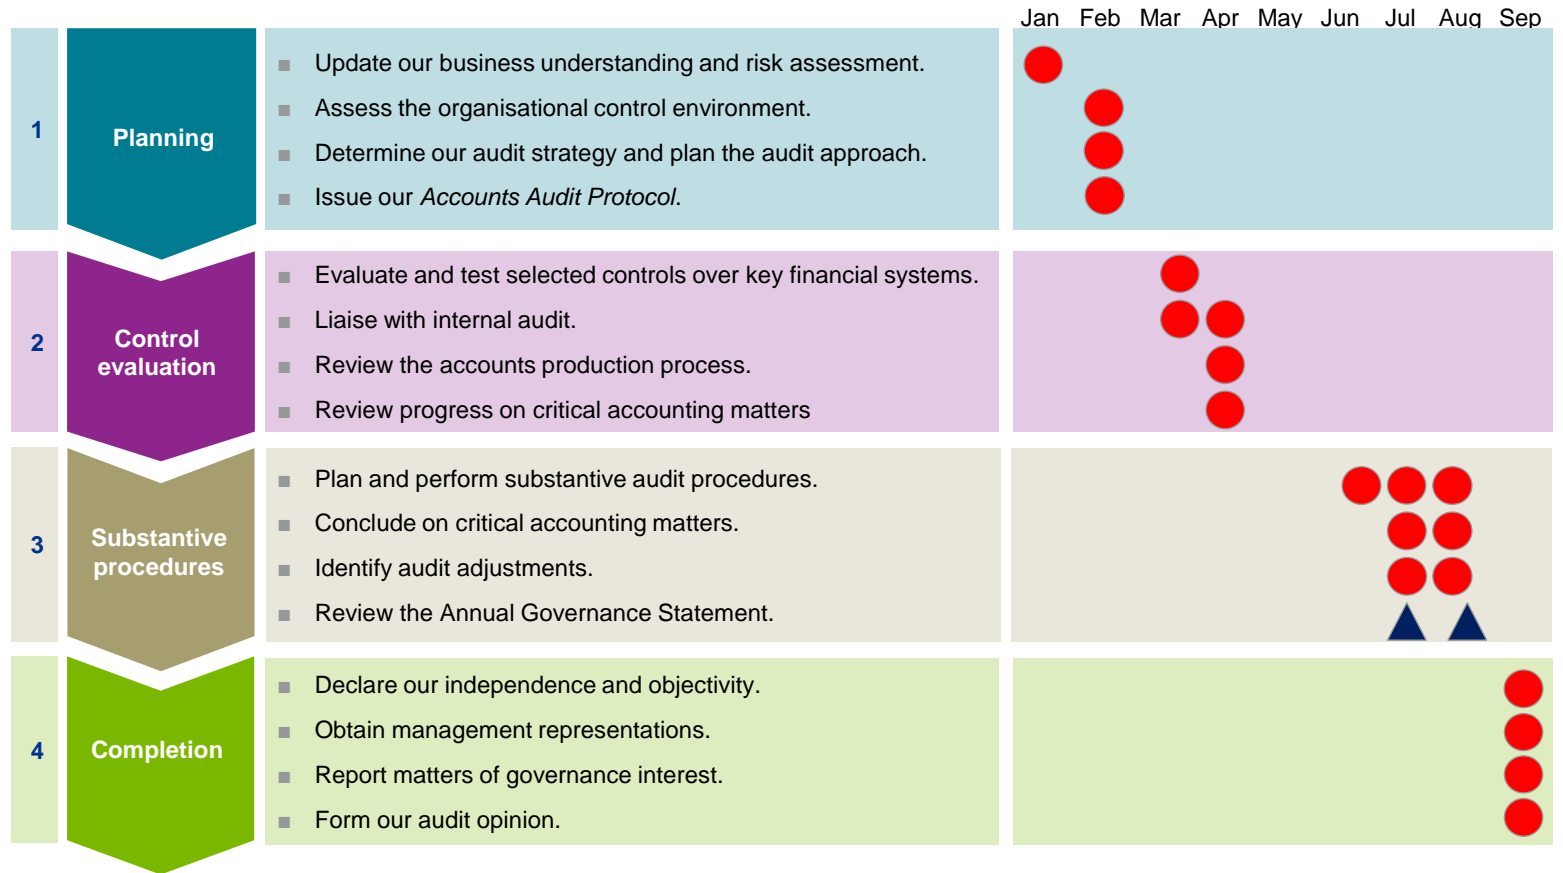 Jan Feb Mar Apr May Jun Jul Aug Sep
1
Planning
■ Update our business understanding and risk assessment.
■ Assess the organisational control environment.
■ Determine our audit strategy and plan the audit approach.
■ Issue our Accounts Audit Protocol.
2
Control
evaluation
■ Evaluate and test selected controls over key financial systems.
■ Liaise with internal audit.
■ Review the accounts production process.
■ Review progress on critical accounting matters
3
Substantive
procedures
■ Plan and perform substantive audit procedures.
■ Conclude on critical accounting matters.
■ Identify audit adjustments.
■ Review the Annual Governance Statement.
4
Completion
■ Declare our independence and objectivity.
■ Obtain management representations.
■ Report matters of governance interest.
■ Form our audit opinion.